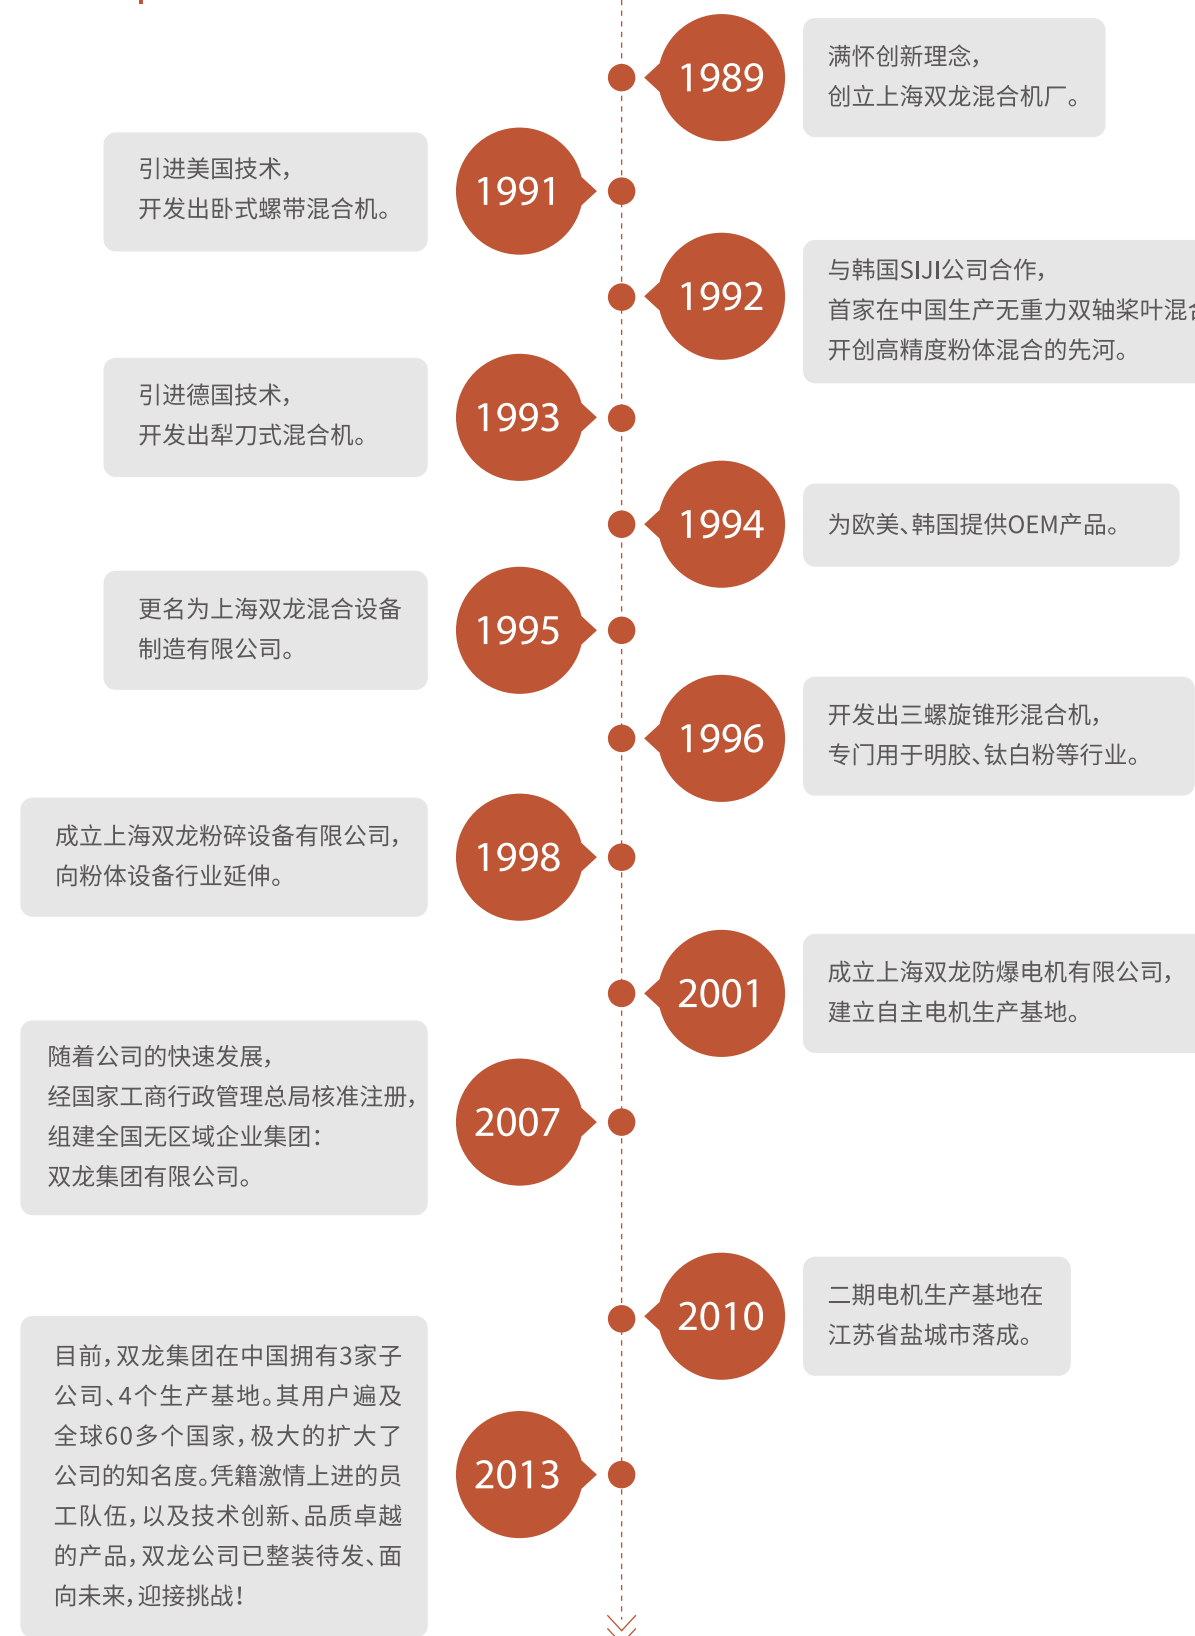 1989
满怀创新理念，
创立上海双龙混合机厂。
1991
引进美国技术，
开发出卧式螺带混合机。
1992
与韩国SIJI公司合作，
首家在中国生产无重力双轴桨叶混合
开创高精度粉体混合的先河。
1993
引进德国技术，
开发出犁刀式混合机。
1994
为欧美、韩国提供OEM产品。
1995
更名为上海双龙混合设备
制造有限公司。
1996
开发出三螺旋锥形混合机，
专门用于明胶、钛白粉等行业。
1998
成立上海双龙粉碎设备有限公司，
向粉体设备行业延伸。
2001
成立上海双龙防爆电机有限公司，
建立自主电机生产基地。
2007
随着公司的快速发展，
经国家工商行政管理总局核准注册，
组建全国无区域企业集团：
双龙集团有限公司。
2010
二期电机生产基地在
江苏省盐城市落成。
2013
目前，双龙集团在中国拥有3家子
公司、4个生产基地。其用户遍及
全球60多个国家，极大的扩大了
公司的知名度。凭籍激情上进的员
工队伍，以及技术创新、品质卓越
的产品，双龙公司已整装待发、面
向未来，迎接挑战！